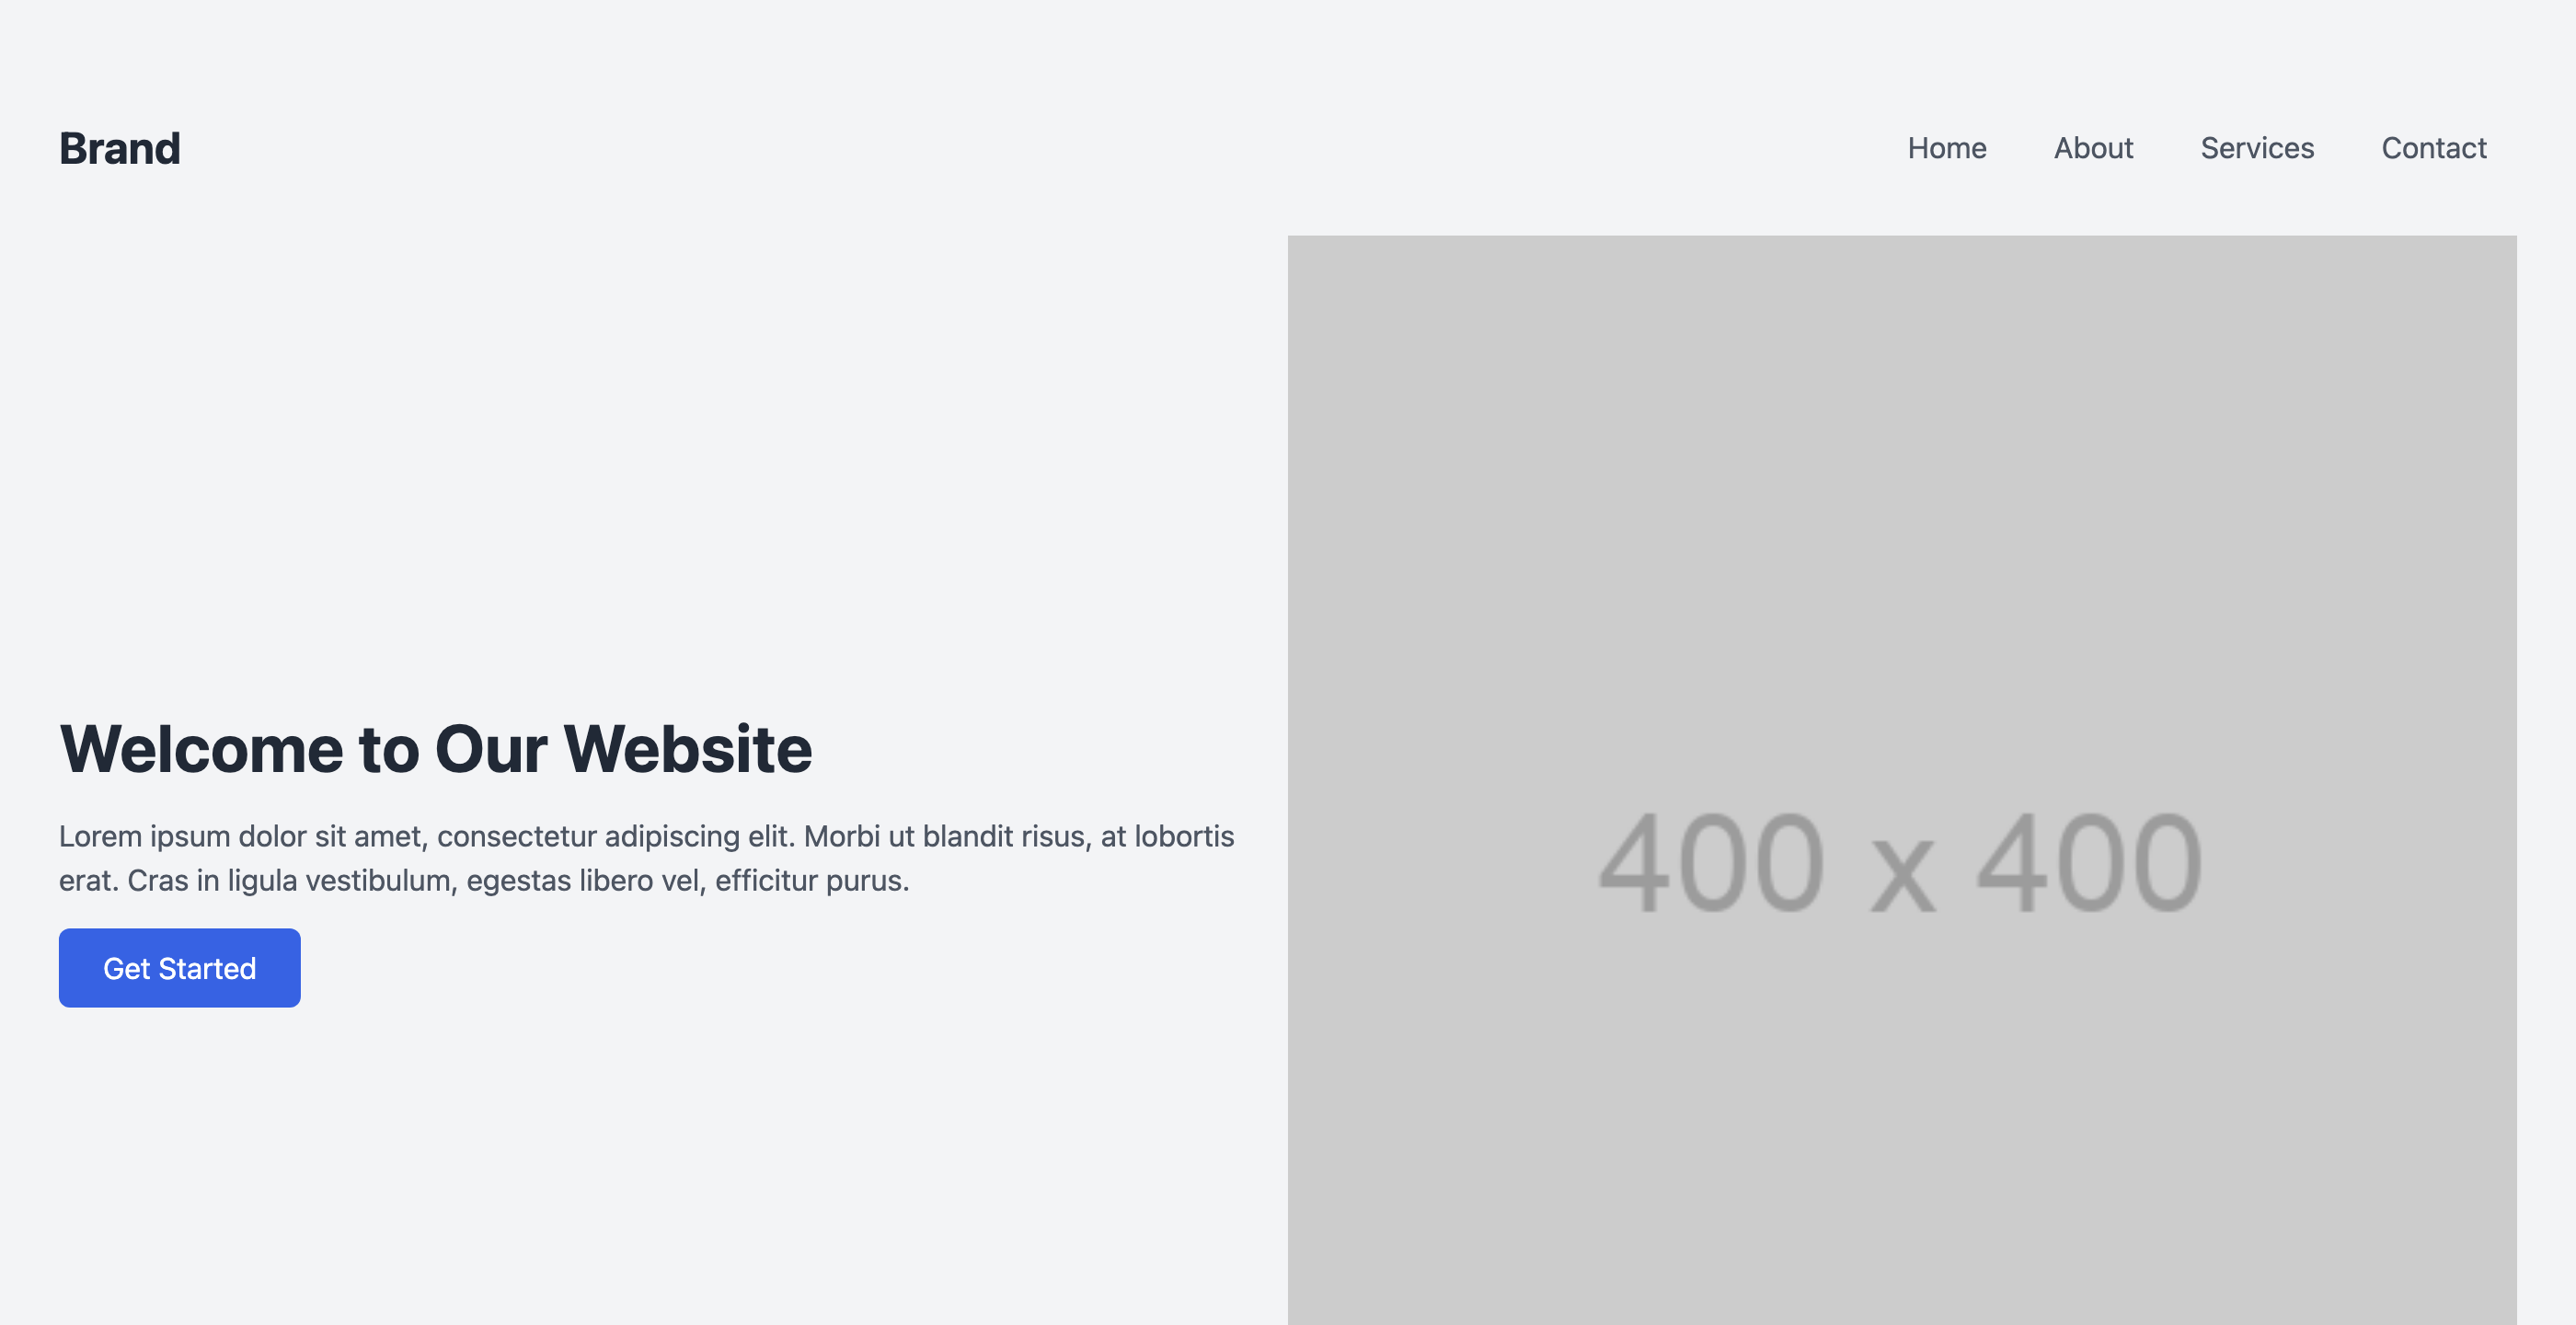 Brand
Home About Services Contact
Welcome to Our Website
Lorem ipsum dolor sit amet, consectetur adipiscing elit. Morbi ut blandit risus, at lobortis
erat. Cras in ligula vestibulum, egestas libero vel, efficitur purus.
Get Started
400 x 400